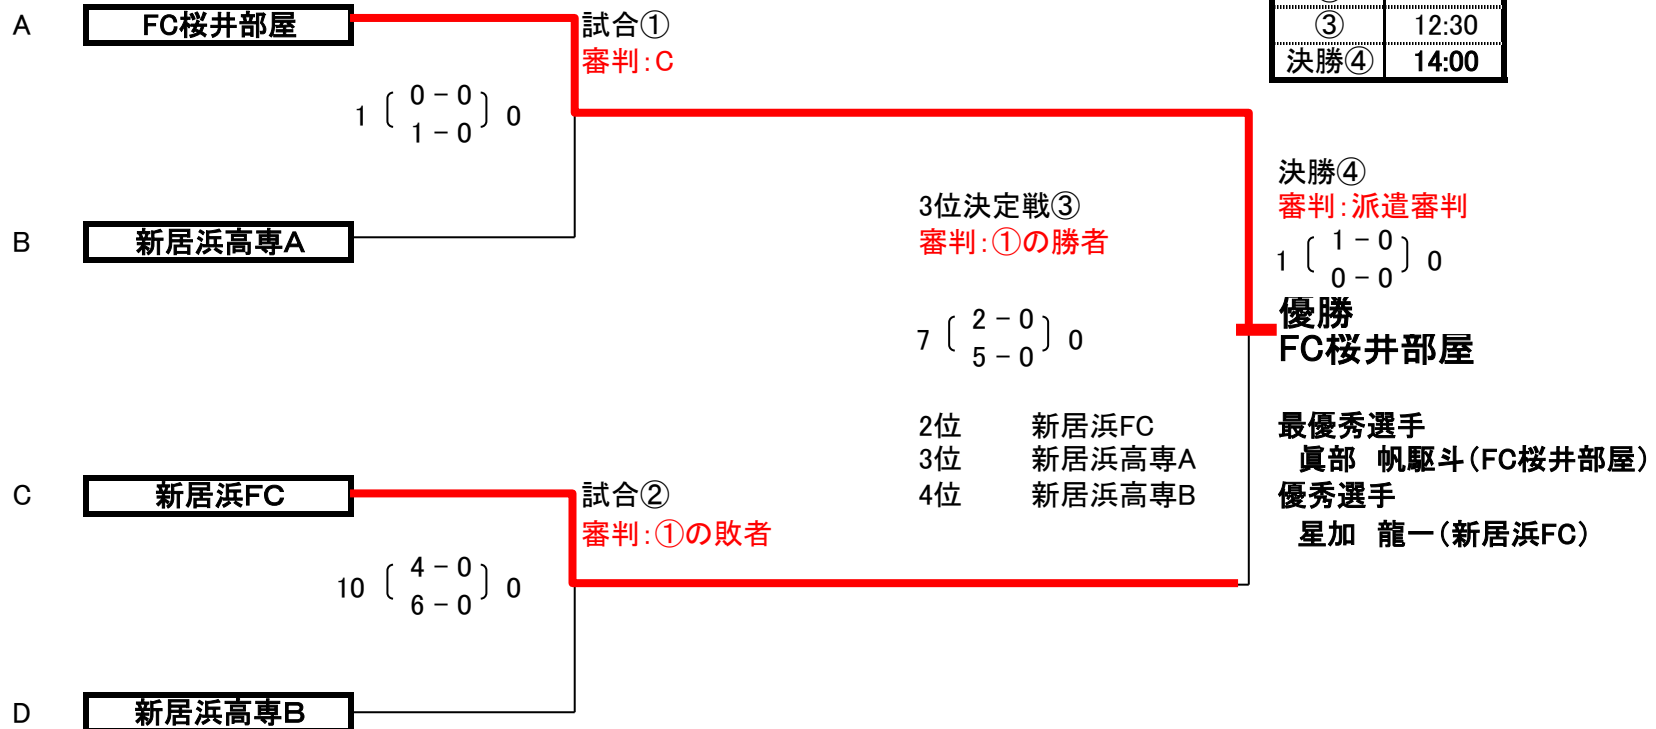 ③ 12:30
決勝④ 14:00
A FC桜井部屋
試合①
審判:C
1 〔 0 - 0 〕 0
1 - 0
B 新居浜高専A
3位決定戦③
審判:①の勝者
7 〔 2 - 0 〕 0
5 - 0
決勝④
審判:派遣審判
1 〔 1 - 0 〕 0
0 - 0
優勝
FC桜井部屋
2位 新居浜FC
3位 新居浜高専A
4位 新居浜高専B
最優秀選手
眞部 帆駆斗(FC桜井部屋)
優秀選手
星加 龍一(新居浜FC)
C 新居浜FC
試合②
審判:①の敗者
10 〔 4 - 0 〕 0
6 - 0
D 新居浜高専B